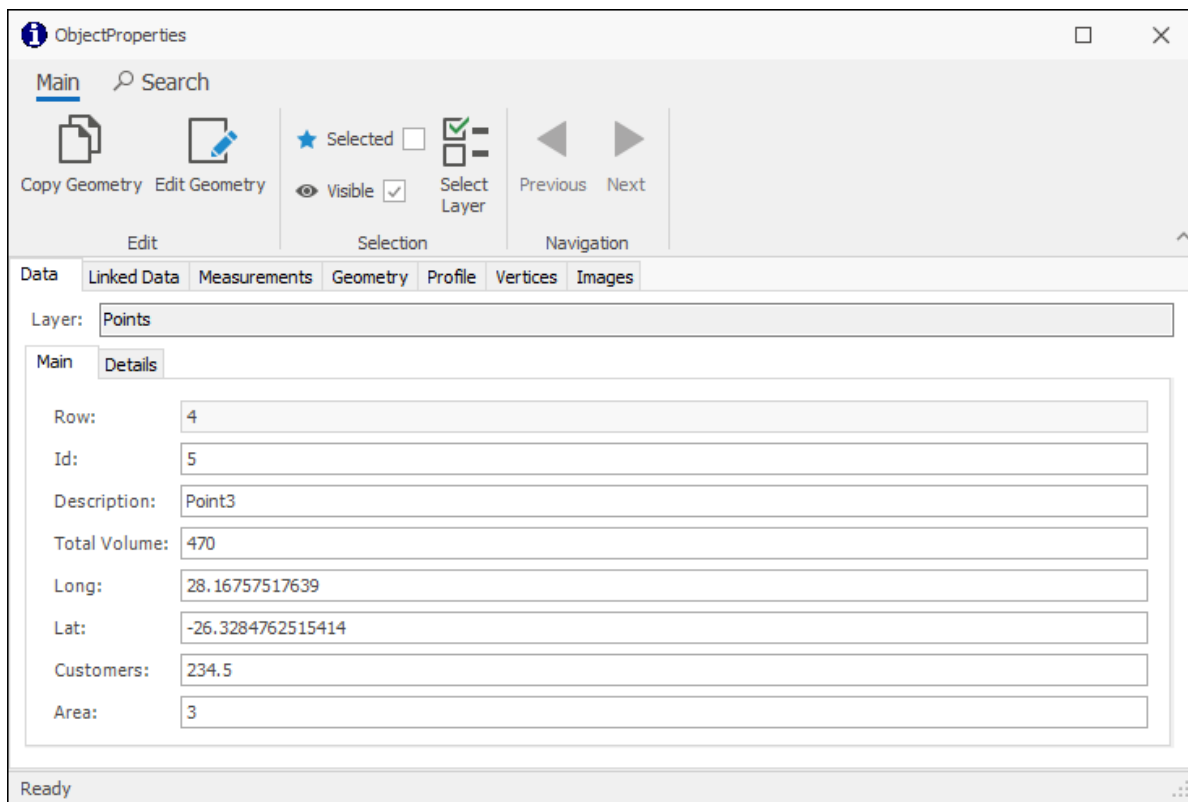 ObjectProperties
Main Search
Copy Geometry Edit Geometry
Selected
Visible
Select
Layer
Previous Next
Edit Selection Navigation
Data Linked Data Measurements Geometry Profile Vertices Images
Layer: Points
Main Details
Row: 4
Id: 5
Description: Point3
Total Volume: 470
Long: 28.16757517639
Lat: -26.3284762515414
Customers: 234.5
Area: 3
Ready